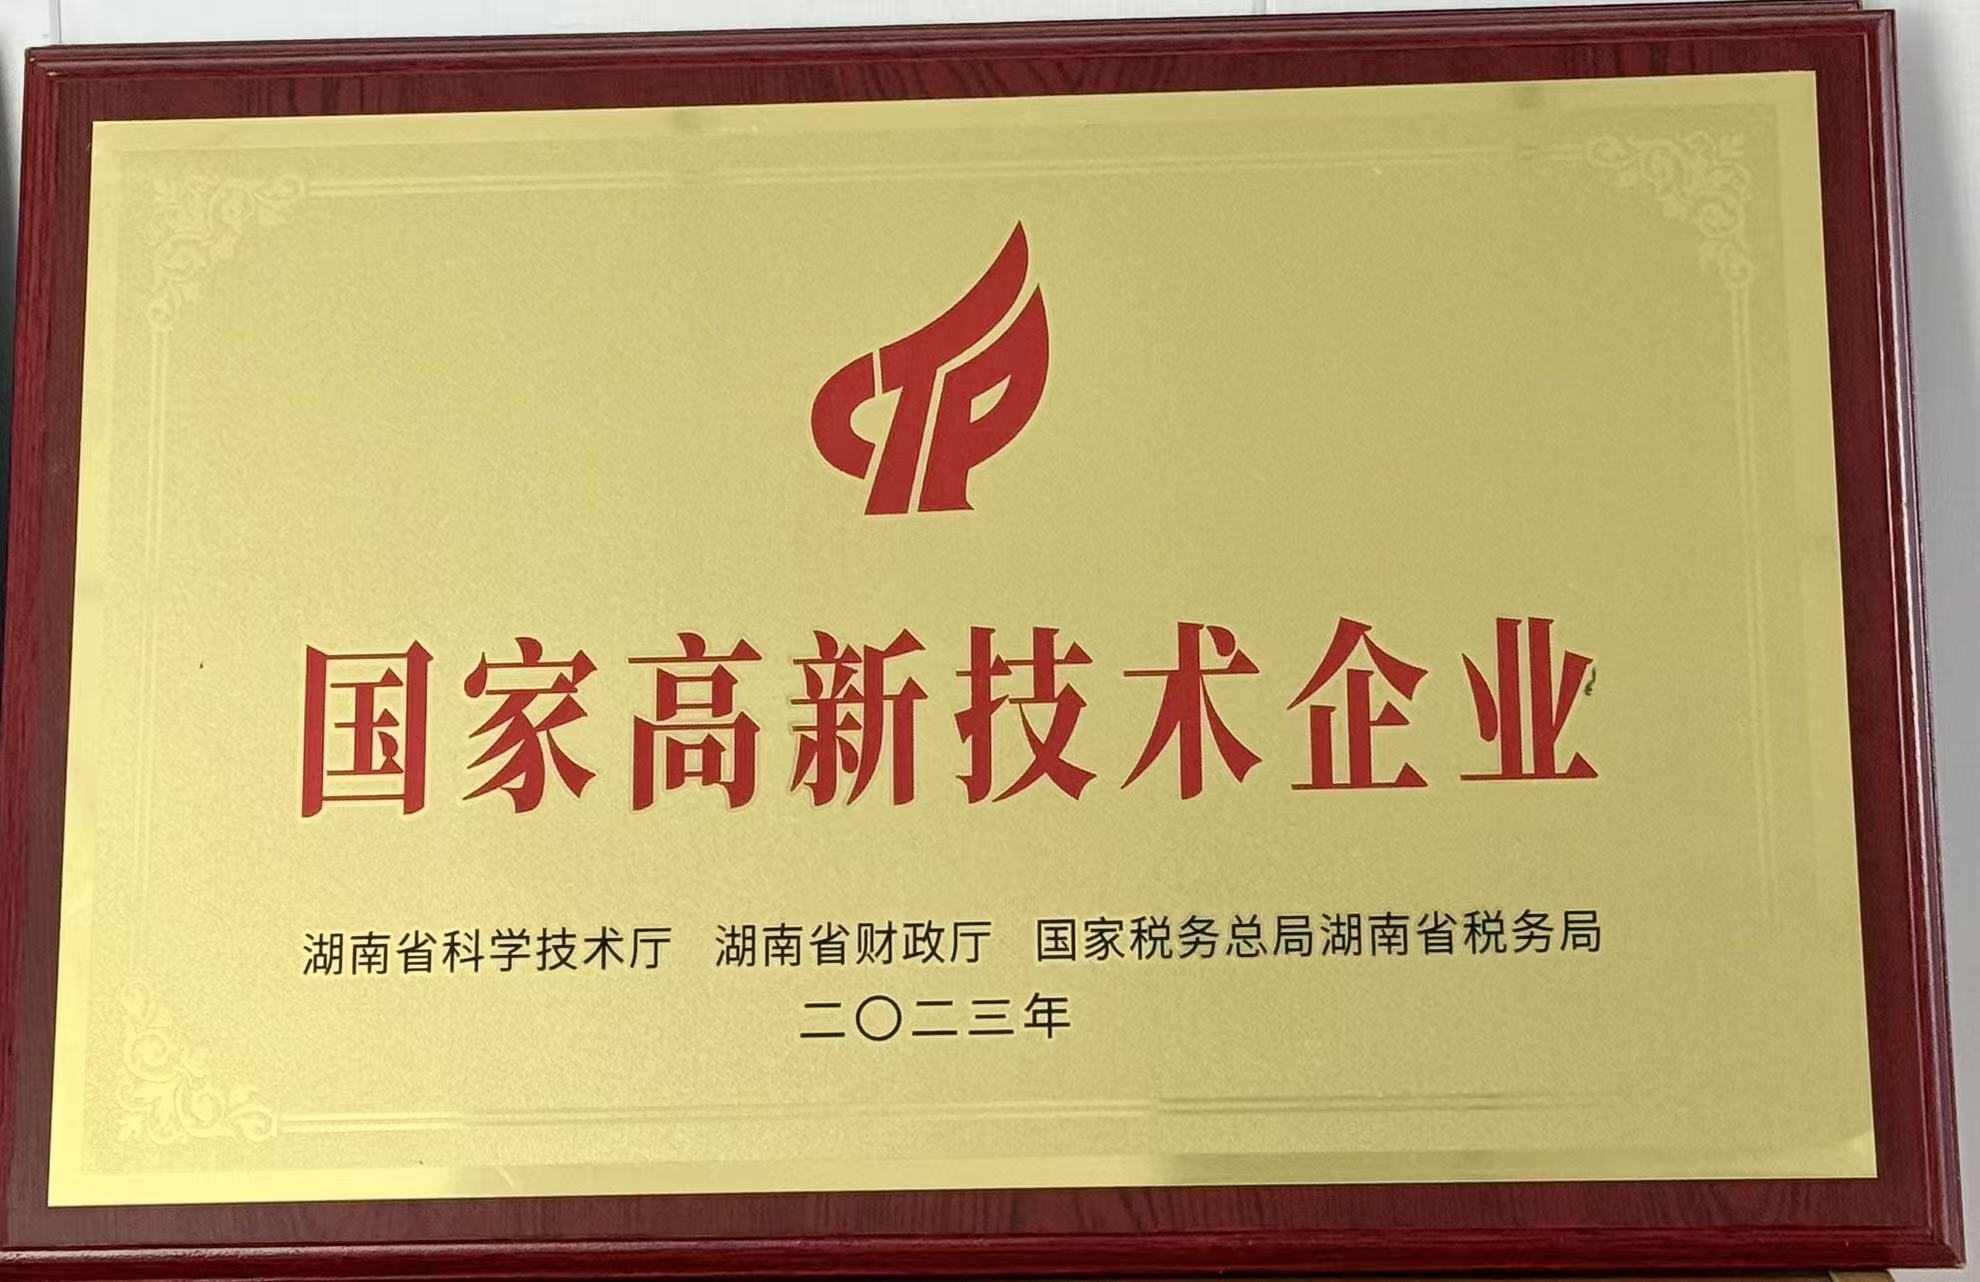 CTP
国家高新技术企业
湖南省科学技术厅 湖南省财政厅 国家税务总局湖南省税务局
二〇二三年